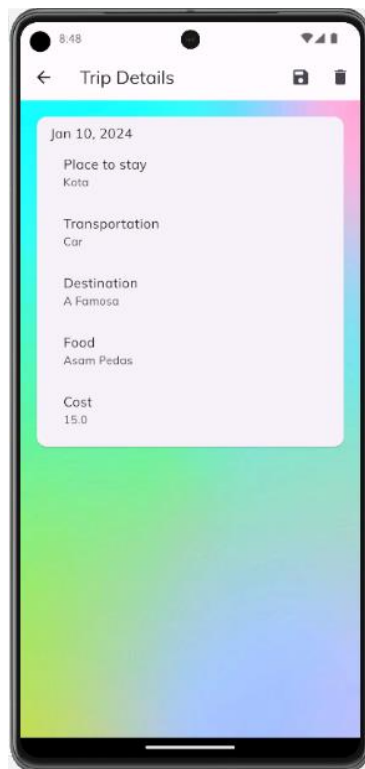 8:48
Trip Details
Jan 10, 2024
Place to stay
Kota
Transportation
Car
Destination
A Famosa
Food
Asam Pedas
Cost
15.0